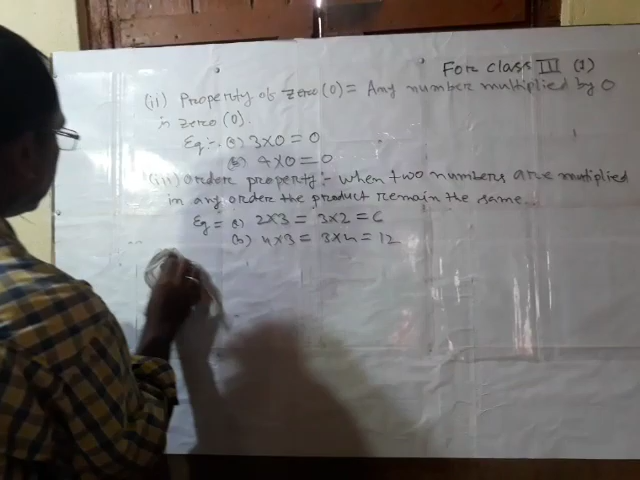 For class III (1)
(ii) Property of zero (0) = Any number multiplied by 0
is zero (0).
Eg:- (a) 3×0 = 0
(b) 4×0 = 0
(iii) Order property :- When two numbers are multiplied
in any order the product remain the same.
Eg = (a) 2×3 = 3×2 = 6
(b) 4×3 = 3×4 = 12